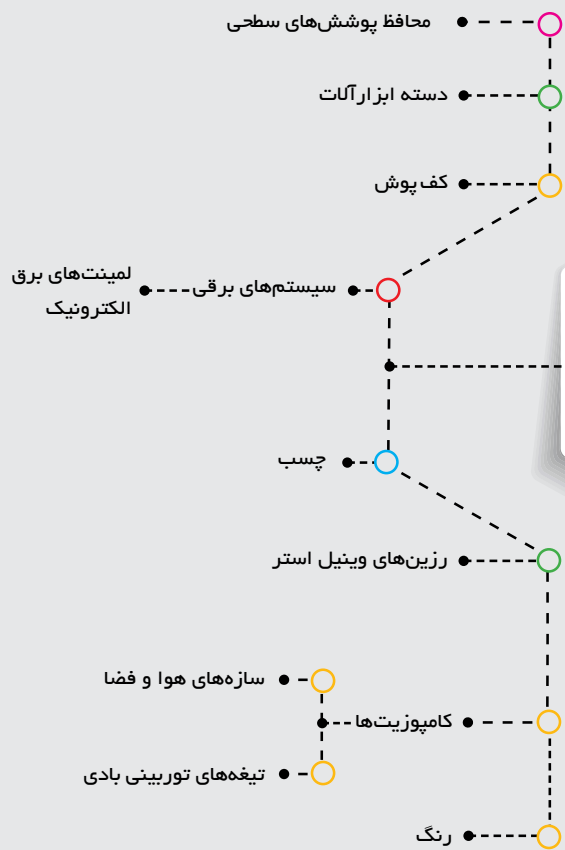 محافظ پوشش‌های سطحی
دسته ابزارآلات
کف پوش
سیستم‌های برقی
لمینت‌های برق
الکترونیک
چسب
رزین‌های وینیل استر
کامپوزیت‌ها
سازه‌های هوا و فضا
تیغه‌های توربینی بادی
رنگ